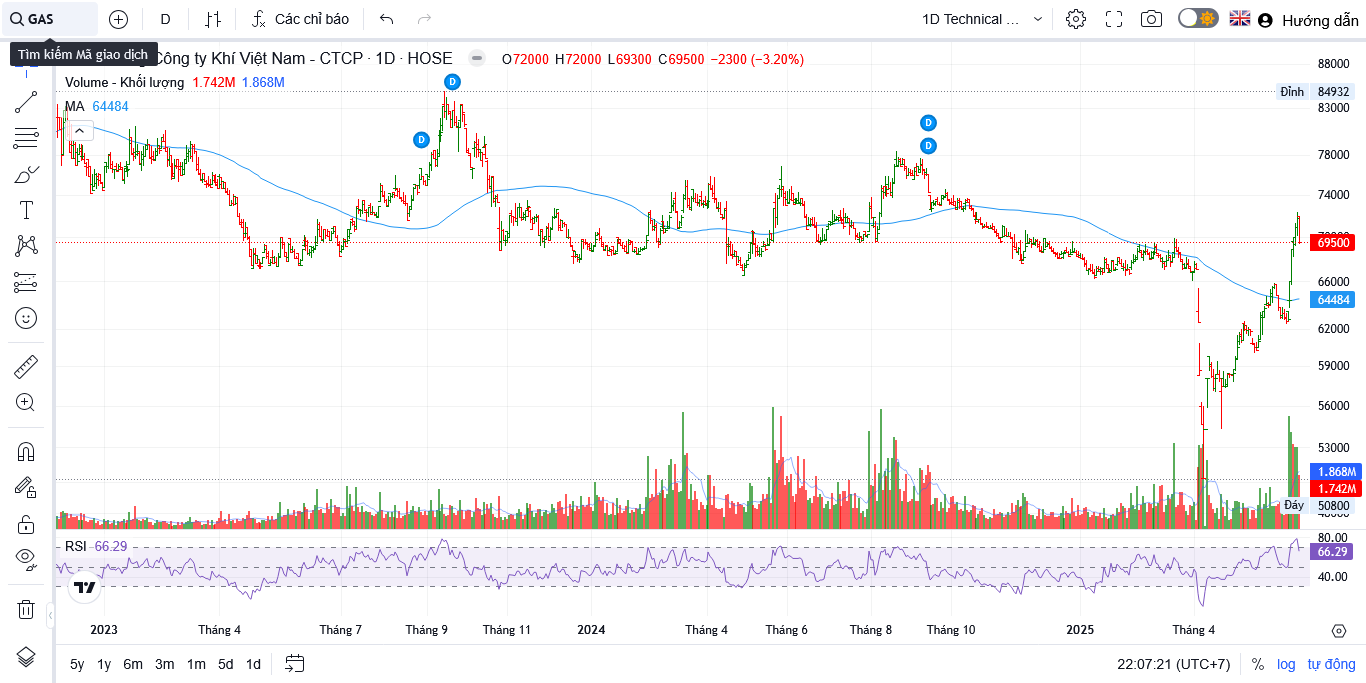 GAS
D
Các chỉ báo
1D Technical ...
Hướng dẫn
Tìm kiếm Mã giao dịch
Công ty Khí Việt Nam - CTCP · 1D · HOSE
O72000 H72000 L69300 C69500 −2300 (−3.20%)
Volume - Khối lượng 1.742M 1.868M
MA 64484
D
D
D
D
88000
Đỉnh 84932
83000
78000
74000
69500
66000
64484
62000
59000
56000
53000
1.868M
1.742M
Đáy 50800
RSI 66.29
80.00
66.29
40.00
2023 Tháng 4 Tháng 7 Tháng 9 Tháng 11 2024 Tháng 4 Tháng 6 Tháng 8 Tháng 10 2025 Tháng 4
5y 1y 6m 3m 1m 5d 1d
22:07:21 (UTC+7) % log tự động